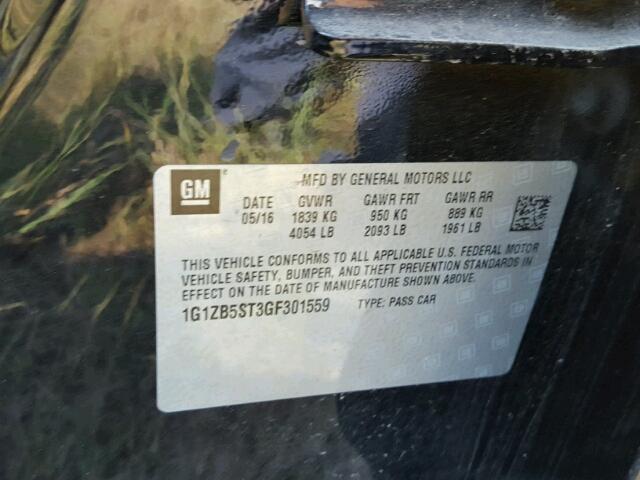 GM
MFD BY GENERAL MOTORS LLC
DATE GVWR GAWR FRT GAWR RR
05/16 1839 KG 950 KG 889 KG
4054 LB 2093 LB 1961 LB
THIS VEHICLE CONFORMS TO ALL APPLICABLE U.S. FEDERAL MOTOR
VEHICLE SAFETY, BUMPER, AND THEFT PREVENTION STANDARDS IN
EFFECT ON THE DATE OF MANUFACTURE SHOWN ABOVE.
1G1ZB5ST3GF301559 TYPE: PASS CAR